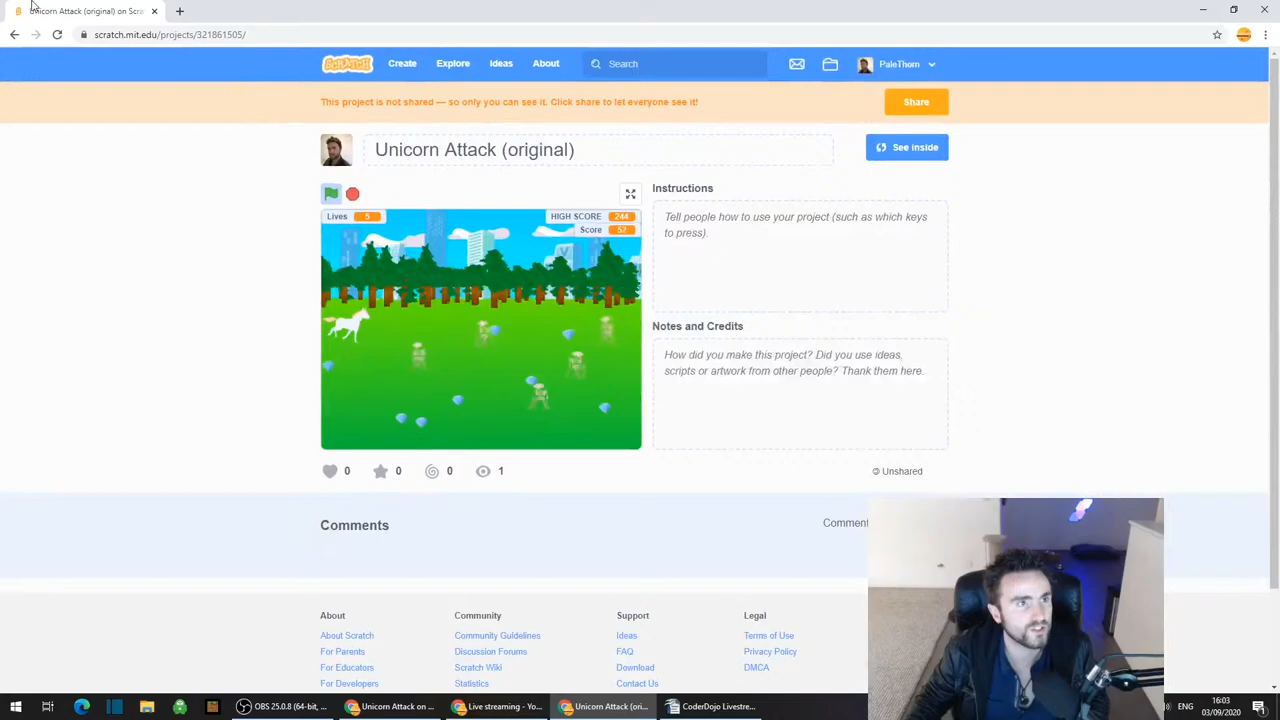 Unicorn Attack (original) on Scra
scratch.mit.edu/projects/321861505/
SCRATCH
Create
Explore
Ideas
About
Search
PaleThorn
This project is not shared — so only you can see it. Click share to let everyone see it!
Share
Unicorn Attack (original)
See inside
Lives 5
HIGH SCORE 244
Score 52
Instructions
Tell people how to use your project (such as which keys
to press).
Notes and Credits
How did you make this project? Did you use ideas,
scripts or artwork from other people? Thank them here.
0
0
0
1
Unshared
Comments
Comment
About
Community
Support
Legal
About Scratch
Community Guidelines
Ideas
Terms of Use
For Parents
Discussion Forums
FAQ
Privacy Policy
For Educators
Scratch Wiki
Download
DMCA
For Developers
Statistics
Contact Us
OBS 25.0.8 (64-bit, ...
Unicorn Attack on ...
Live streaming - Yo...
Unicorn Attack (ori...
CoderDojo Livestre...
ENG
16:03
03/09/2020